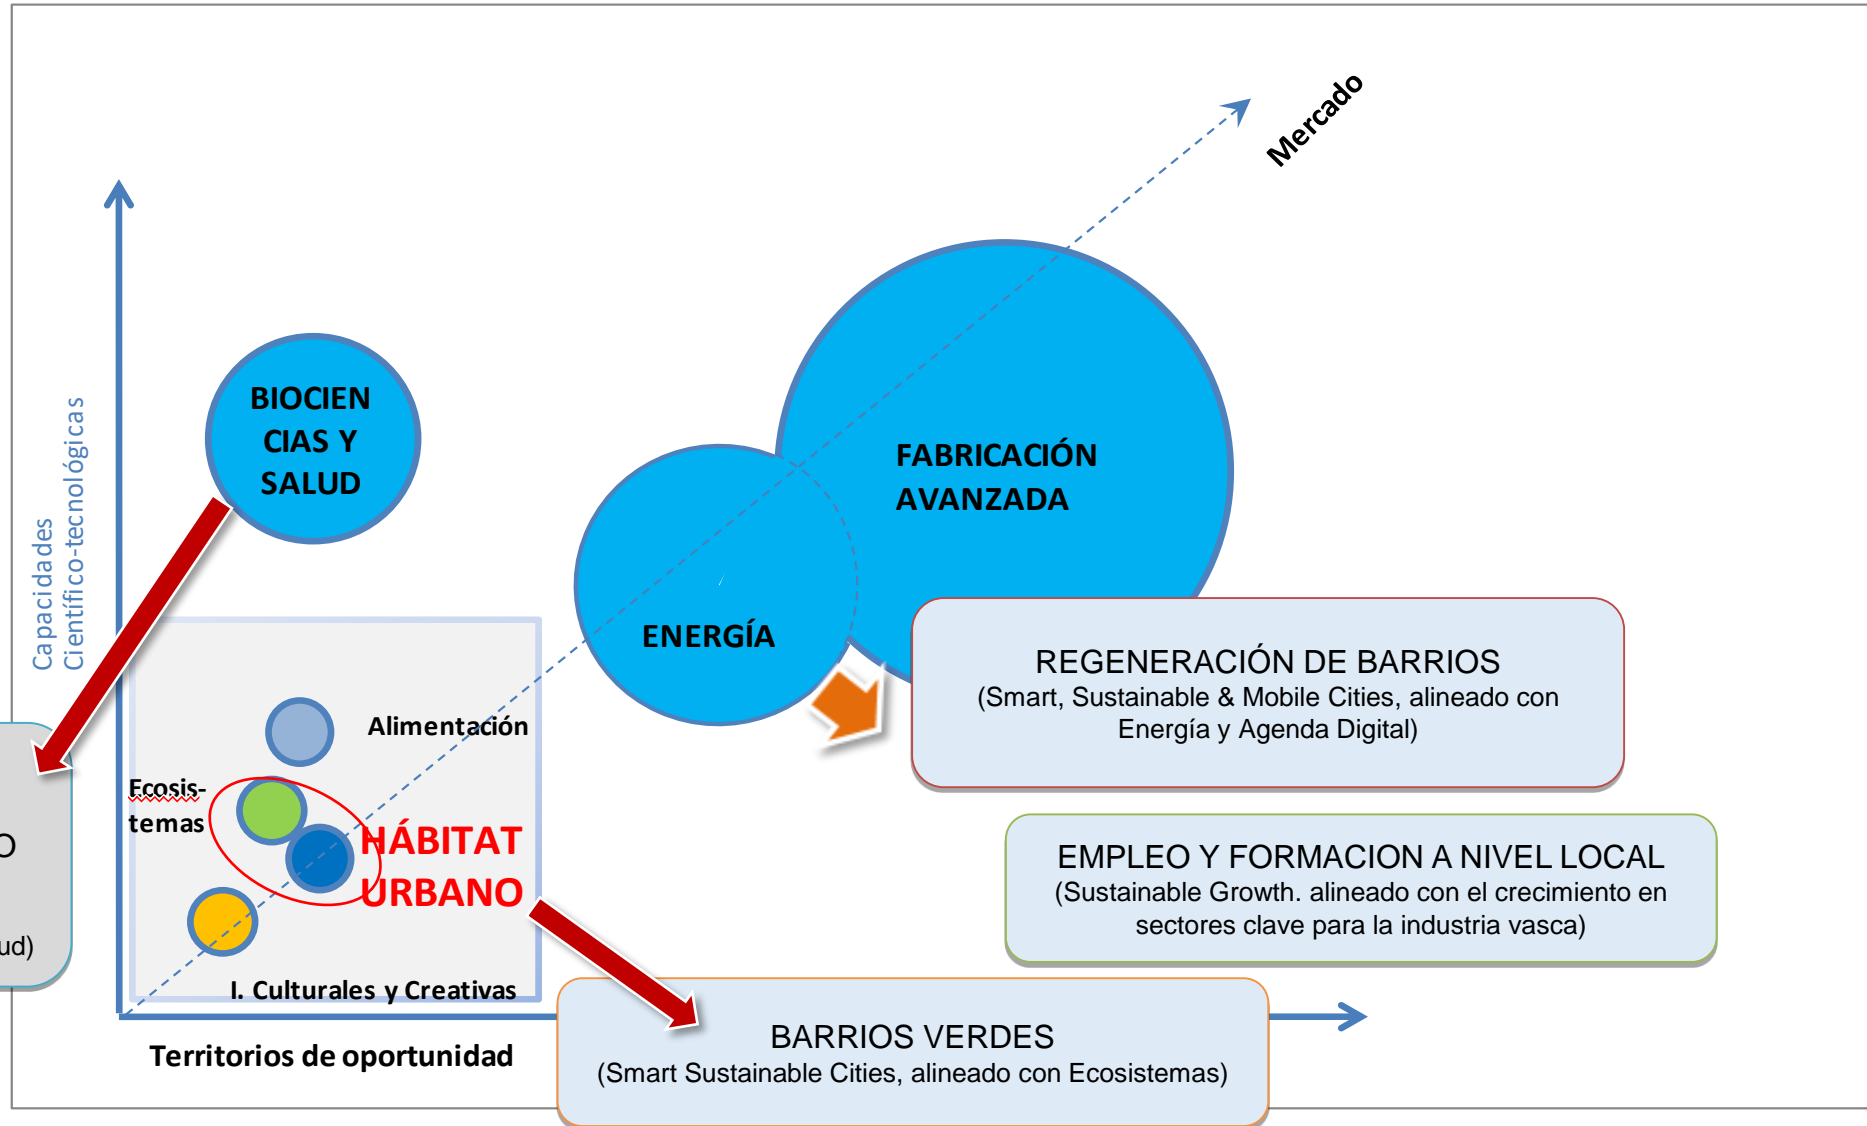 Mercado
BIOCIEN
CIAS Y
SALUD
Capacidades
Científico-tecnológicas
FABRICACIÓN
AVANZADA
ENERGÍA
REGENERACIÓN DE BARRIOS
(Smart, Sustainable & Mobile Cities, alineado con
Energía y Agenda Digital)
Alimentación
Ecosis-
temas
HÁBITAT
URBANO
O
ud)
EMPLEO Y FORMACION A NIVEL LOCAL
(Sustainable Growth. alineado con el crecimiento en
sectores clave para la industria vasca)
I. Culturales y Creativas
Territorios de oportunidad
BARRIOS VERDES
(Smart Sustainable Cities, alineado con Ecosistemas)